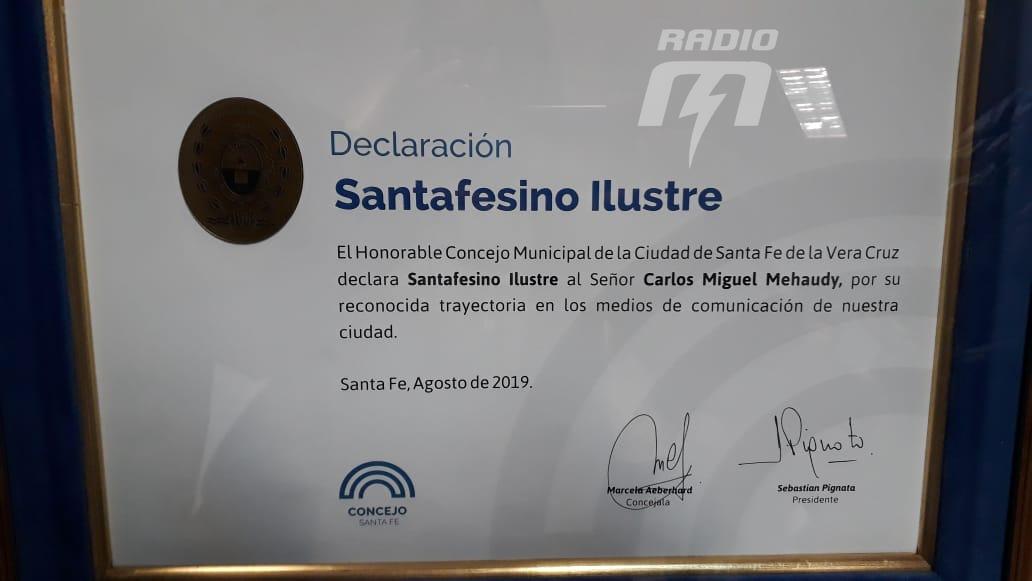 RADIO
Declaración
Santafesino Ilustre
El Honorable Concejo Municipal de la Ciudad de Santa Fe de la Vera Cruz
declara Santafesino Ilustre al Señor Carlos Miguel Mehaudy, por su
reconocida trayectoria en los medios de comunicación de nuestra
ciudad.
Santa Fe, Agosto de 2019.
Marcela Aeberhard
Concejala
Sebastian Pignata
Presidente
CONCEJO
SANTA FE